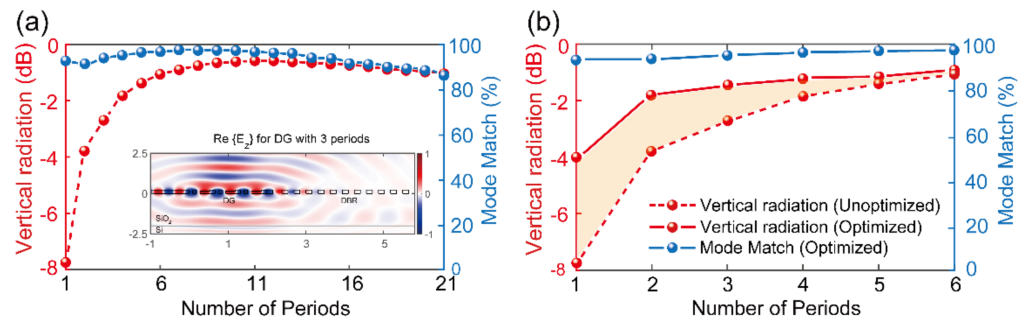 (a)
Vertical radiation (dB)
0
-2
-4
-6
-8
1
6
11
16
21
Number of Periods
100
80
60
40
20
0
Mode Match (%)
Re {E_z} for DG with 3 periods
2.5
0
-2.5
DG
DBR
SiO₂
Si
-1
1
3
5
1
0
-1
(b)
Vertical radiation (dB)
0
-2
-4
-6
-8
1
2
3
4
5
6
Number of Periods
100
80
60
40
20
0
Mode Match (%)
Vertical radiation (Unoptimized)
Vertical radiation (Optimized)
Mode Match (Optimized)